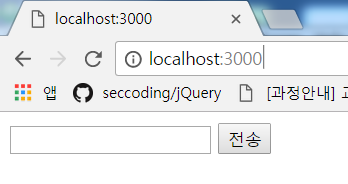 localhost:3000
localhost:3000
앱 seccoding/jQuery [과정안내]
전송